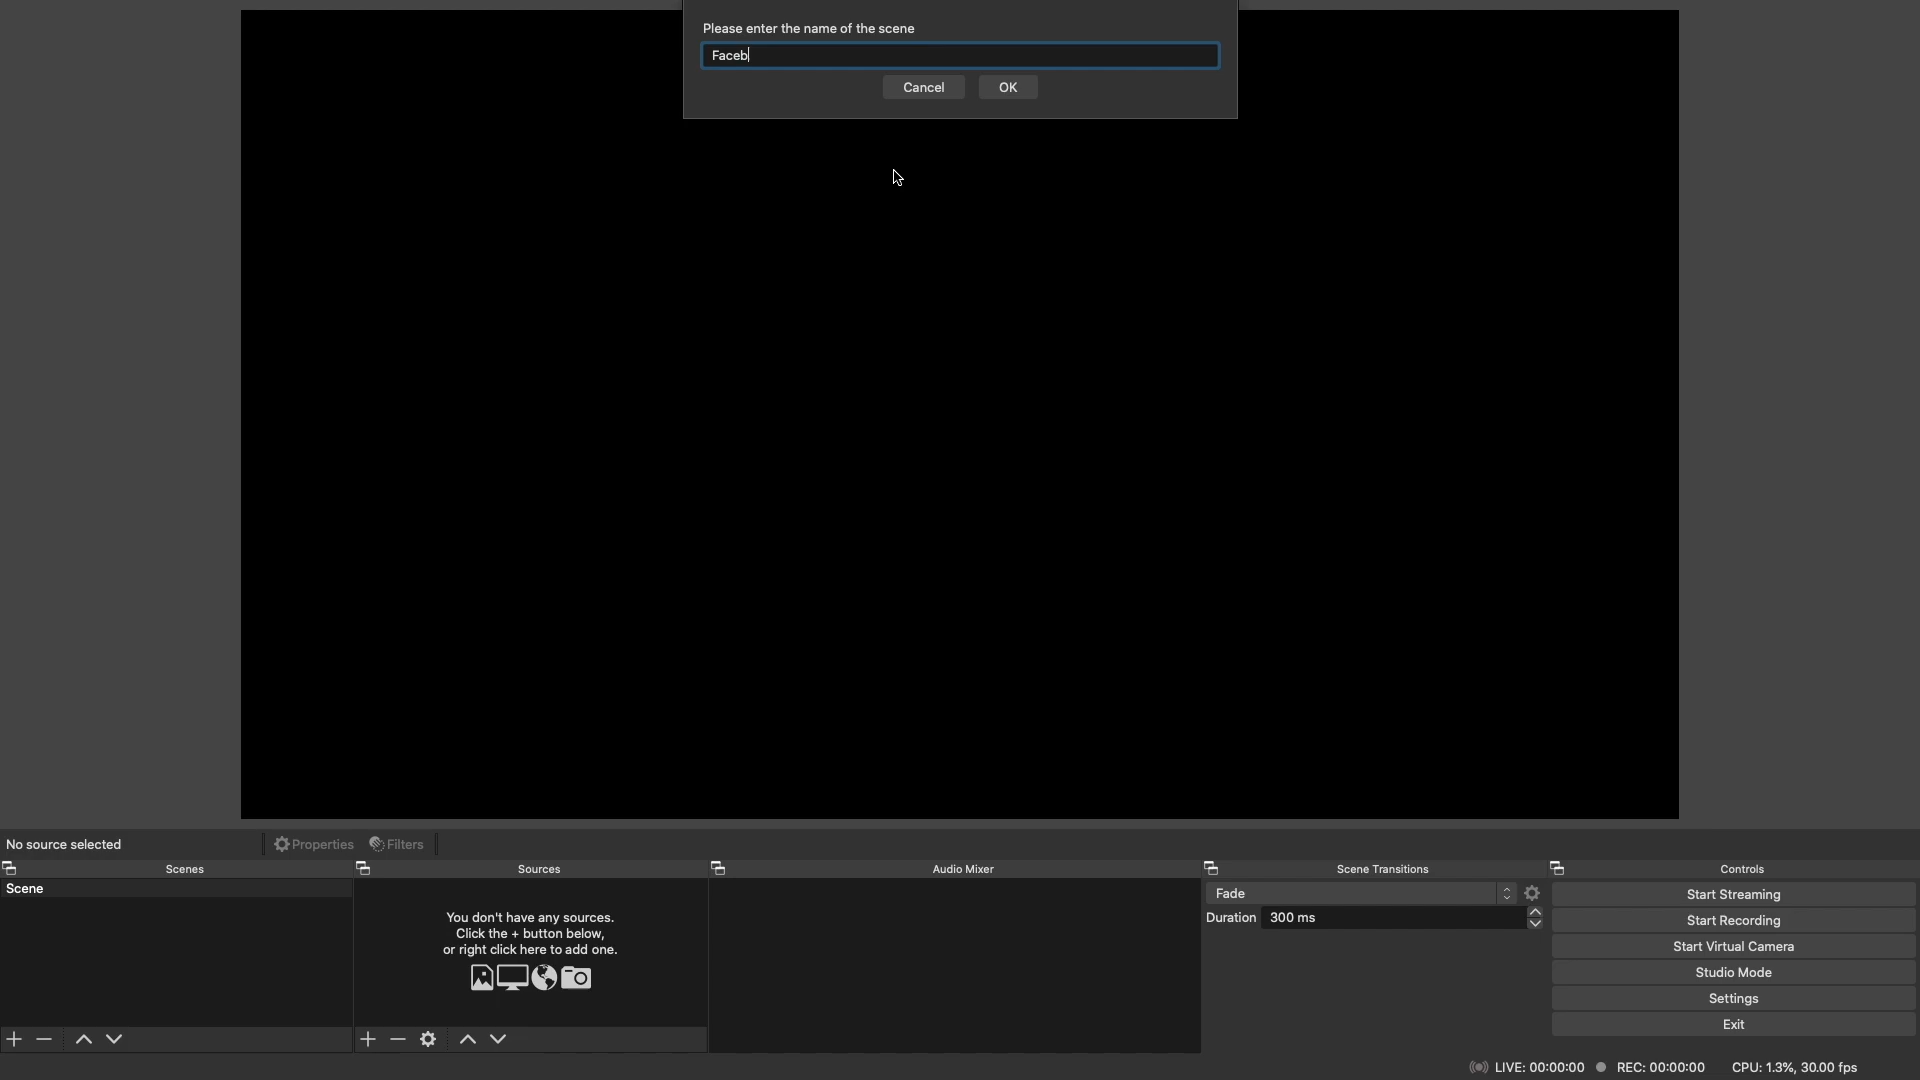 Please enter the name of the scene
Faceb
Cancel
OK
No source selected
Properties
Filters
Scenes
Sources
Audio Mixer
Scene Transitions
Controls
Scene
You don't have any sources.
Click the + button below,
or right click here to add one.
Fade
Duration 300 ms
Start Streaming
Start Recording
Start Virtual Camera
Studio Mode
Settings
Exit
LIVE: 00:00:00
REC: 00:00:00
CPU: 1.3%, 30.00 fps